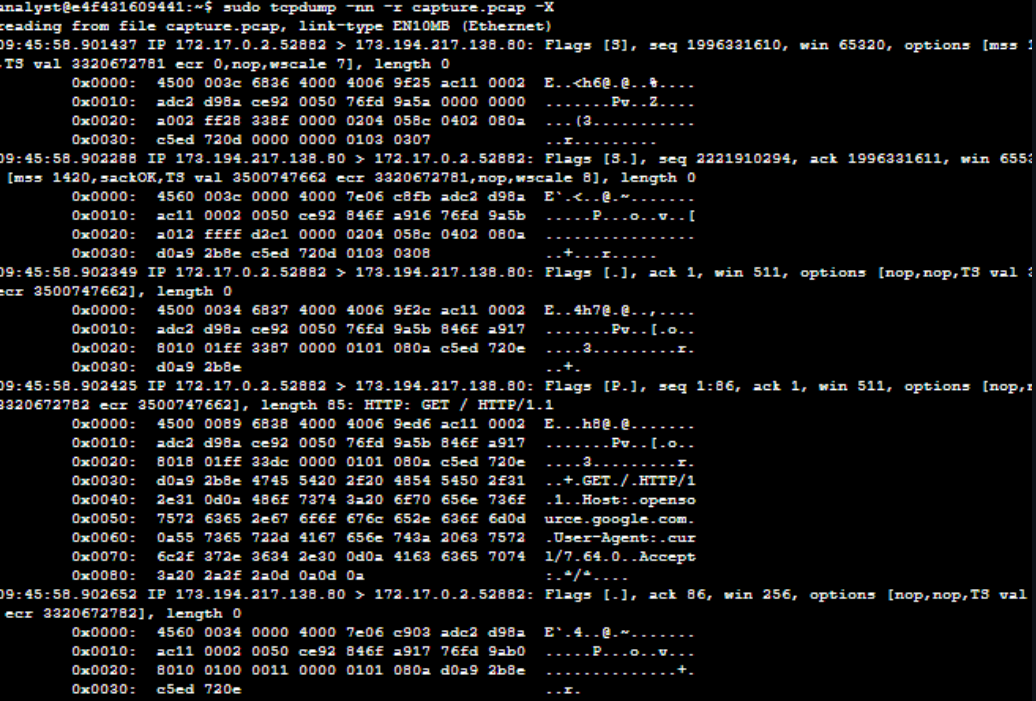 analyst@e4f431609441:~$ sudo tcpdump -nn -r capture.pcap -X
reading from file capture.pcap, link-type EN10MB (Ethernet)
09:45:58.901437 IP 172.17.0.2.52882 > 173.194.217.138.80: Flags [S], seq 1996331610, win 65320, options [mss 1
,TS val 3320672781 ecr 0,nop,wscale 7], length 0
0x0000: 4500 003c 6836 4000 4006 9f25 ac11 0002 E..<h6@.@..%....
0x0010: adc2 d98a ce92 0050 76fd 9a5a 0000 0000 .......Pv..Z....
0x0020: a002 ff28 338f 0000 0204 058c 0402 080a ...(3...........
0x0030: c5ed 720d 0000 0000 0103 0307 ..r.........
09:45:58.902288 IP 173.194.217.138.80 > 172.17.0.2.52882: Flags [S.], seq 2221910294, ack 1996331611, win 6553
[mss 1420,sackOK,TS val 3500747662 ecr 3320672781,nop,wscale 8], length 0
0x0000: 4560 003c 0000 4000 7e06 c8fb adc2 d98a E`.<..@.~.......
0x0010: ac11 0002 0050 ce92 846f a916 76fd 9a5b .....P...o..v..[
0x0020: a012 ffff d2c1 0000 0204 058c 0402 080a ................
0x0030: d0a9 2b8e c5ed 720d 0103 0308 ..+...r.....
09:45:58.902349 IP 172.17.0.2.52882 > 173.194.217.138.80: Flags [.], ack 1, win 511, options [nop,nop,TS val 3
ecr 3500747662], length 0
0x0000: 4500 0034 6837 4000 4006 9f2c ac11 0002 E..4h7@.@..,....
0x0010: adc2 d98a ce92 0050 76fd 9a5b 846f a917 .......Pv..[.o..
0x0020: 8010 01ff 3387 0000 0101 080a c5ed 720e ....3.........r.
0x0030: d0a9 2b8e ..+.
09:45:58.902425 IP 172.17.0.2.52882 > 173.194.217.138.80: Flags [P.], seq 1:86, ack 1, win 511, options [nop,n
3320672782 ecr 3500747662], length 85: HTTP: GET / HTTP/1.1
0x0000: 4500 0089 6838 4000 4006 9ed6 ac11 0002 E...h8@.@.......
0x0010: adc2 d98a ce92 0050 76fd 9a5b 846f a917 .......Pv..[.o..
0x0020: 8018 01ff 33dc 0000 0101 080a c5ed 720e ....3.........r.
0x0030: d0a9 2b8e 4745 5420 2f20 4854 5450 2f31 ..+.GET./.HTTP/1
0x0040: 2e31 0d0a 486f 7374 3a20 6f70 656e 736f .1..Host:.openso
0x0050: 7572 6365 2e67 6f6f 676c 652e 636f 6d0d urce.google.com.
0x0060: 0a55 7365 722d 4167 656e 743a 2063 7572 .User-Agent:.cur
0x0070: 6c2f 372e 3634 2e30 0d0a 4163 6365 7074 l/7.64.0..Accept
0x0080: 3a20 2a2f 2a0d 0a0d 0a :.*/*....
09:45:58.902652 IP 173.194.217.138.80 > 172.17.0.2.52882: Flags [.], ack 86, win 256, options [nop,nop,TS val
ecr 3320672782], length 0
0x0000: 4560 0034 0000 4000 7e06 c903 adc2 d98a E`.4..@.~.......
0x0010: ac11 0002 0050 ce92 846f a917 76fd 9ab0 .....P...o..v...
0x0020: 8010 0100 0011 0000 0101 080a d0a9 2b8e ..............+.
0x0030: c5ed 720e ..r.